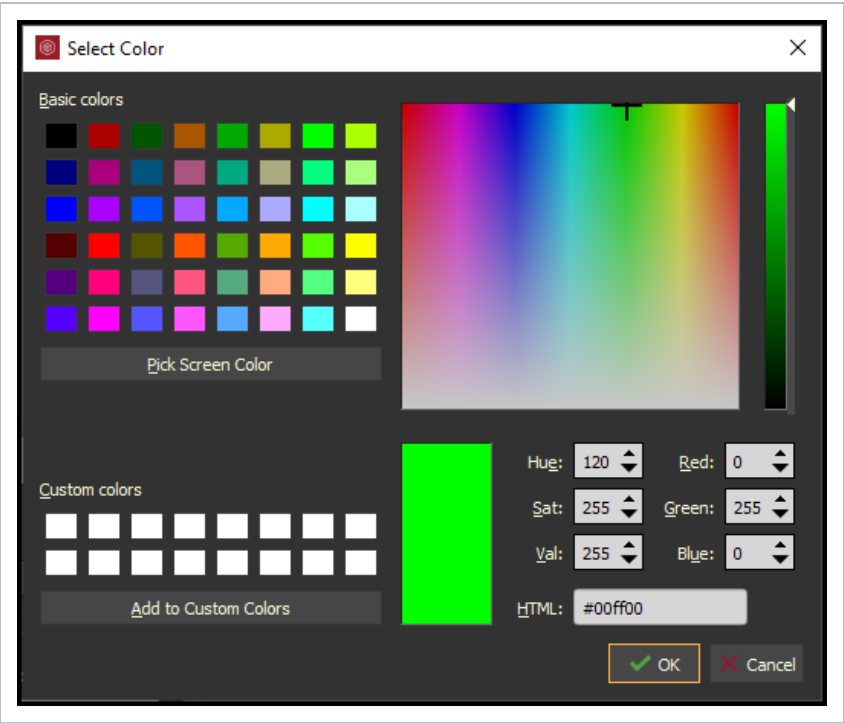 Select Color
Basic colors
Pick Screen Color
Custom colors
Add to Custom Colors
Hue: 120 Red: 0
Sat: 255 Green: 255
Val: 255 Blue: 0
HTML: #00ff00
OK Cancel